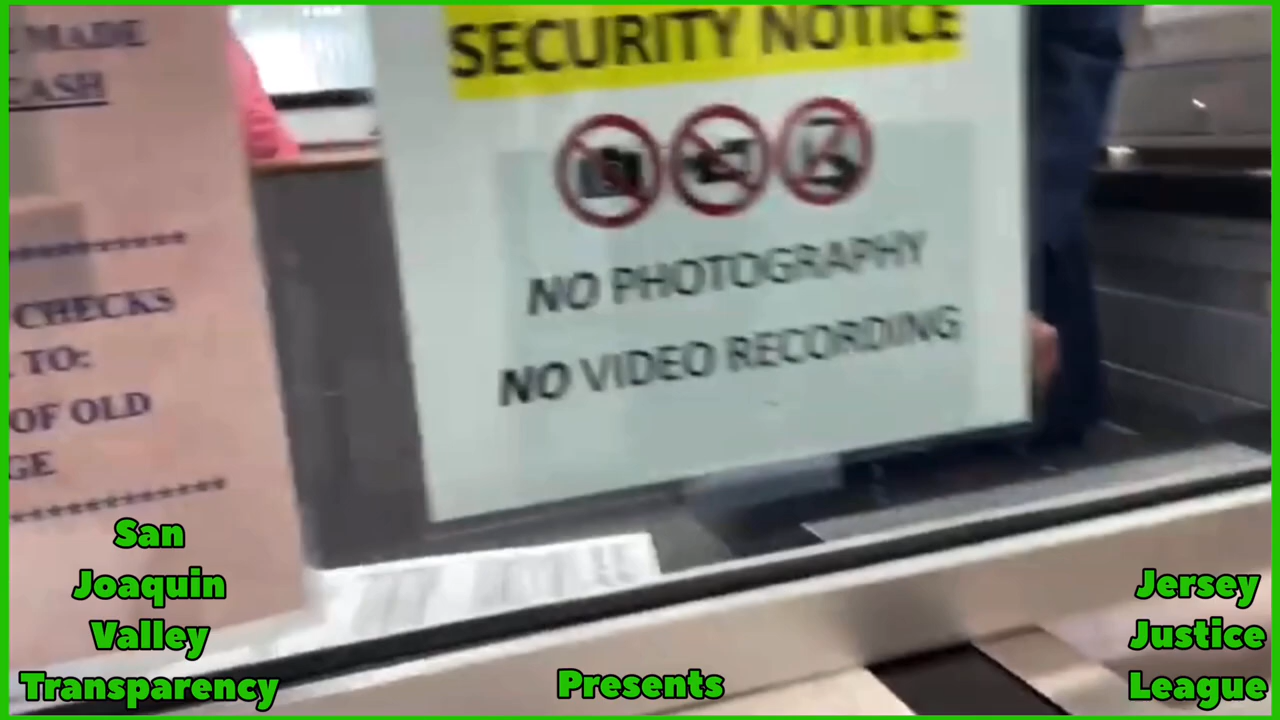 MADE
CASH
*************
CHECKS
TO:
OF OLD
GE
*****************
SECURITY NOTICE
NO PHOTOGRAPHY
NO VIDEO RECORDING
San
Joaquin
Valley
Transparency
Presents
Jersey
Justice
League